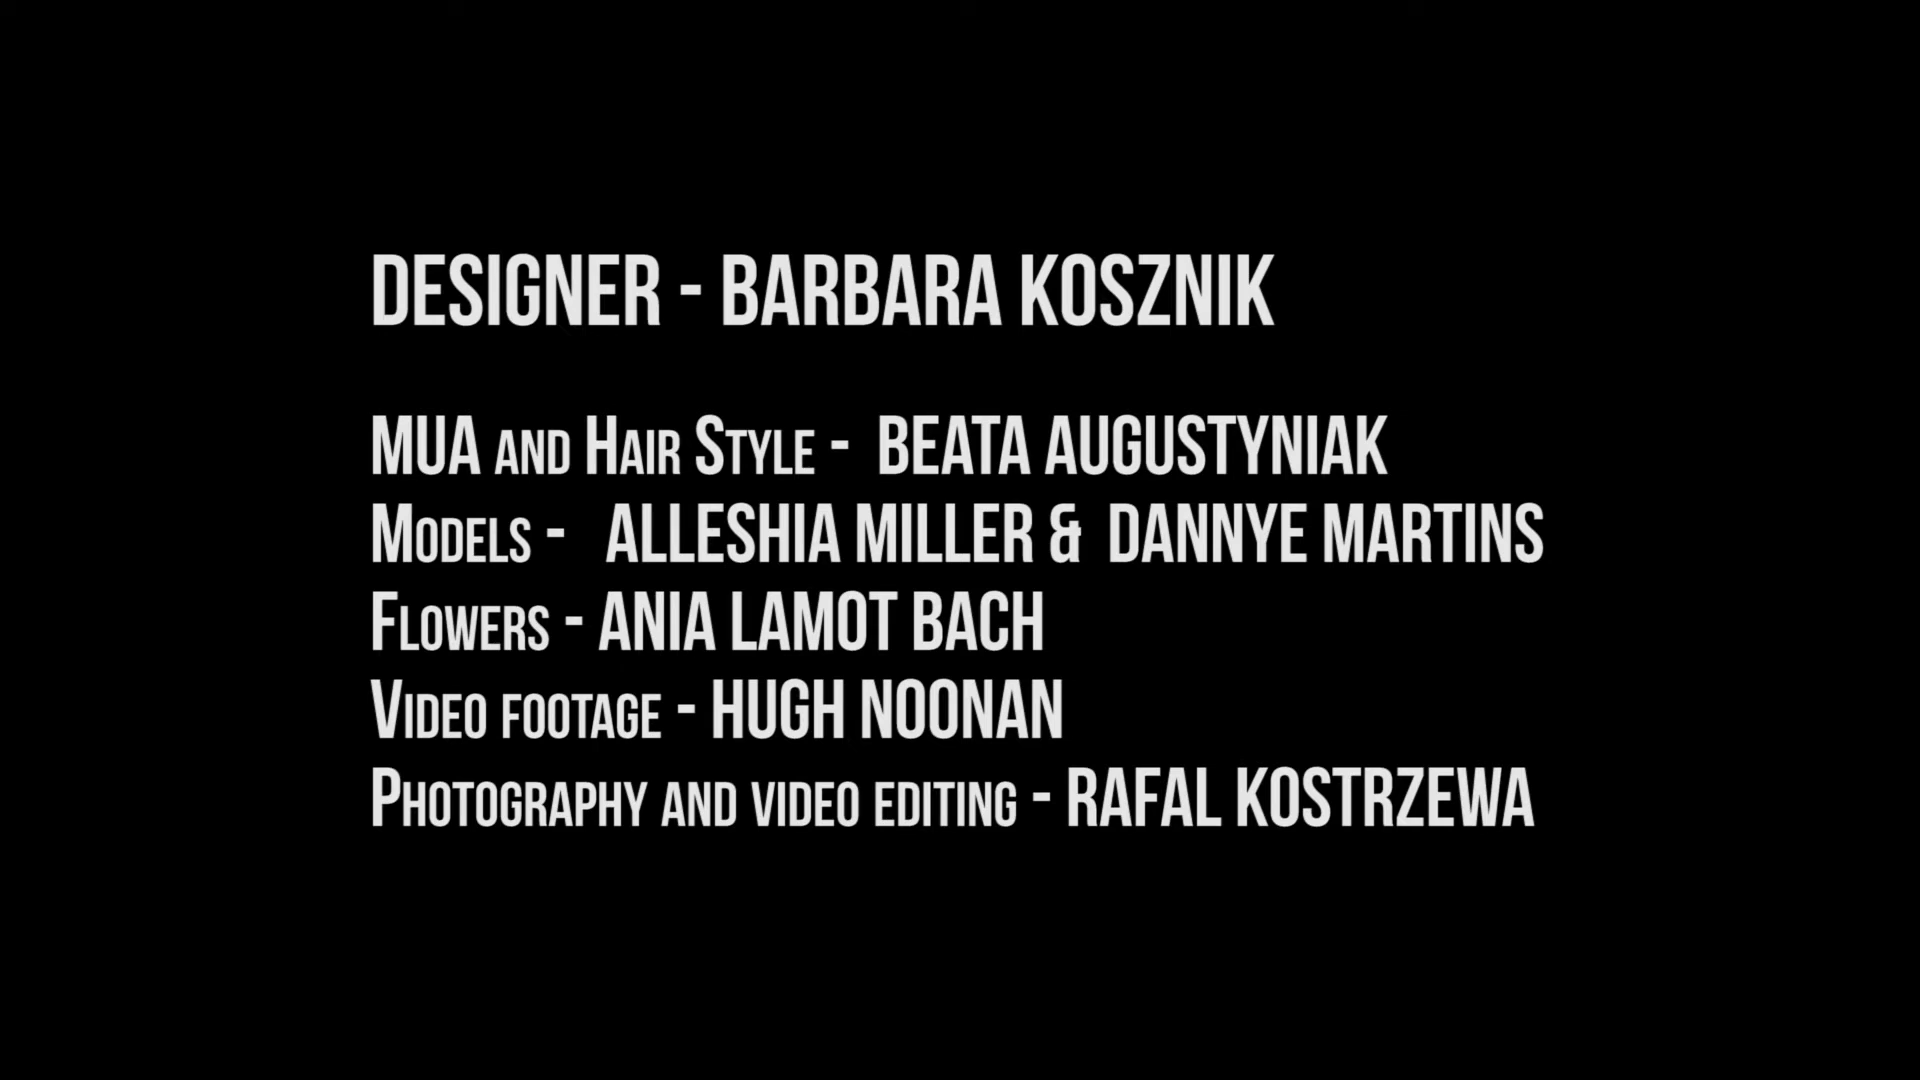 DESIGNER - BARBARA KOSZNIK
MUA AND HAIR STYLE - BEATA AUGUSTYNIAK
MODELS - ALLESHIA MILLER & DANNYE MARTINS
FLOWERS - ANIA LAMOT BACH
VIDEO FOOTAGE - HUGH NOONAN
PHOTOGRAPHY AND VIDEO EDITING - RAFAL KOSTRZEWA